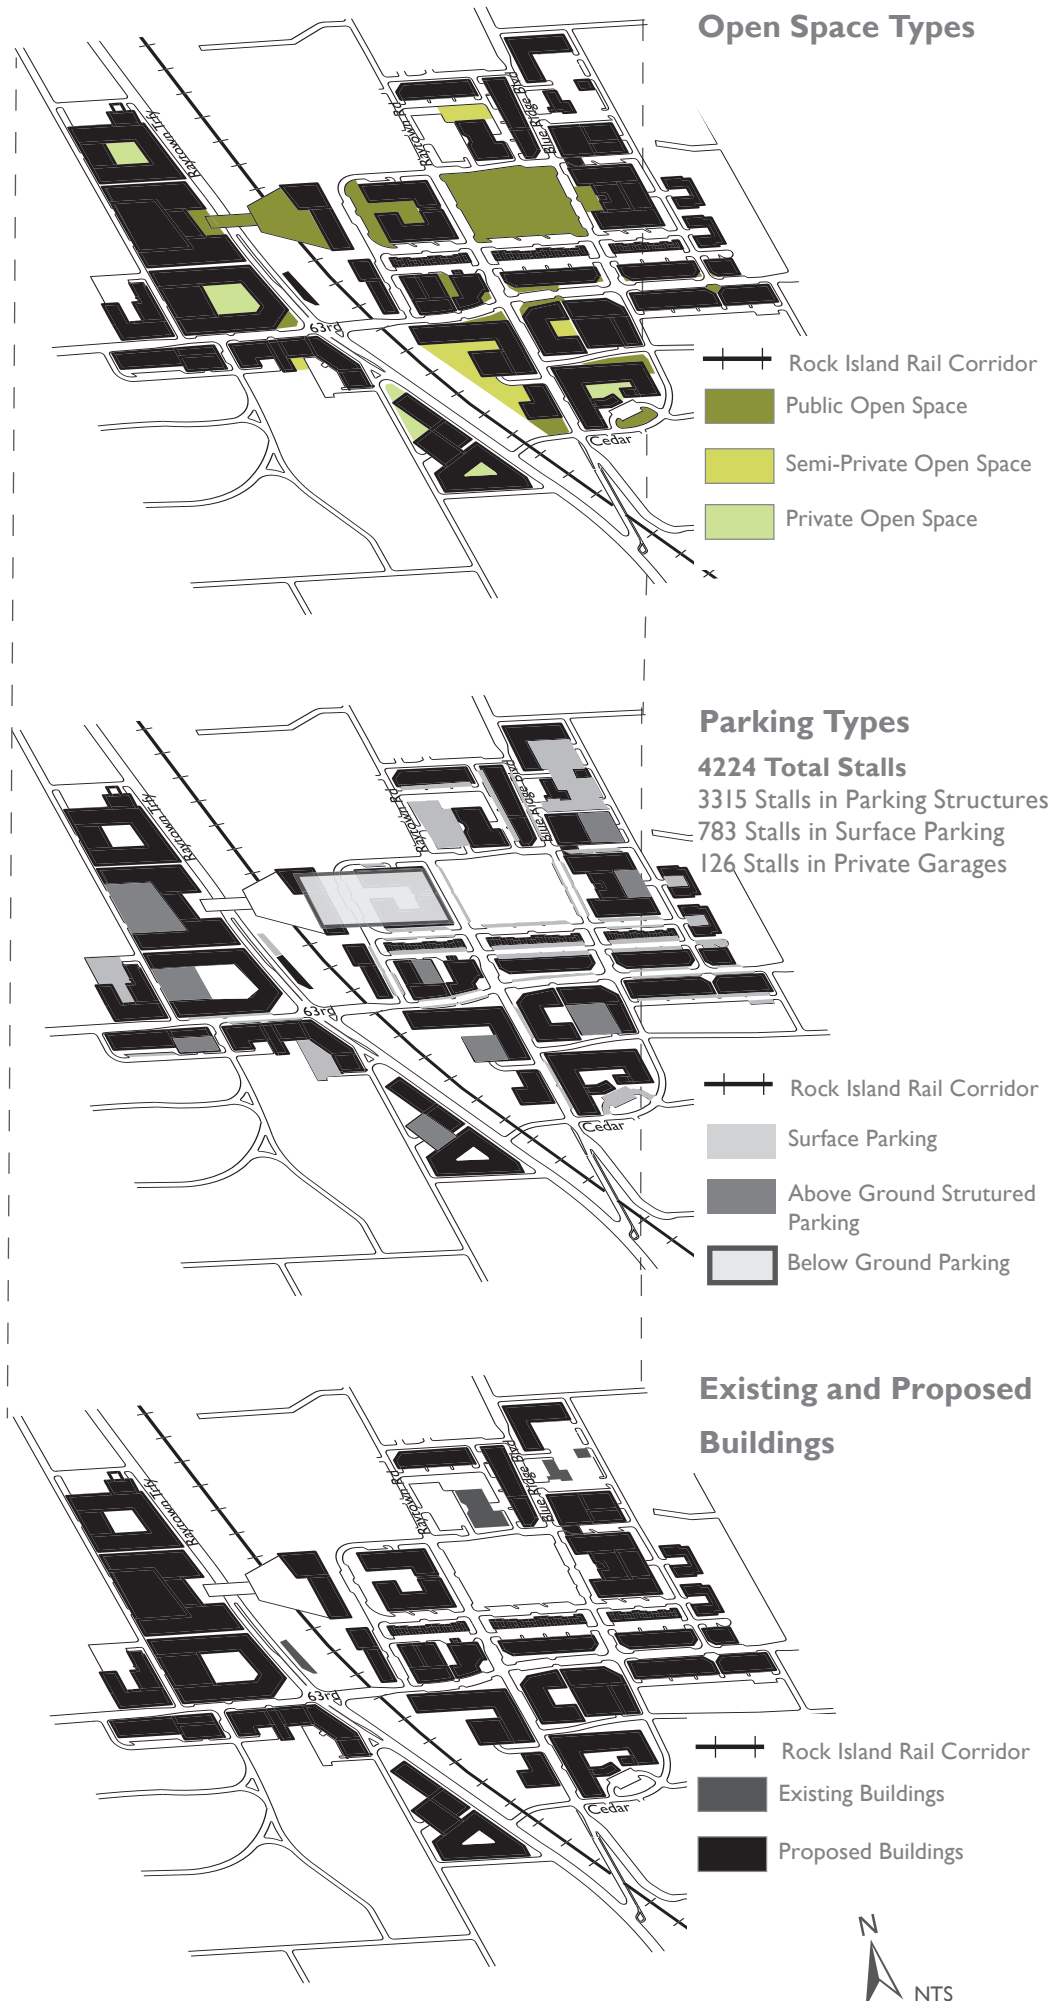 Open Space Types
Raytown Rd
Blue Ridge Blvd
Raytown Trfy
63rd
Cedar
Rock Island Rail Corridor
Public Open Space
Semi-Private Open Space
Private Open Space
Parking Types
4224 Total Stalls
3315 Stalls in Parking Structures
783 Stalls in Surface Parking
126 Stalls in Private Garages
Raytown Rd
Blue Ridge Blvd
Raytown Trfy
63rd
Cedar
Rock Island Rail Corridor
Surface Parking
Above Ground Strutured
Parking
Below Ground Parking
Existing and Proposed
Buildings
Raytown Rd
Blue Ridge Blvd
Raytown Trfy
63rd
Cedar
Rock Island Rail Corridor
Existing Buildings
Proposed Buildings
N
NTS